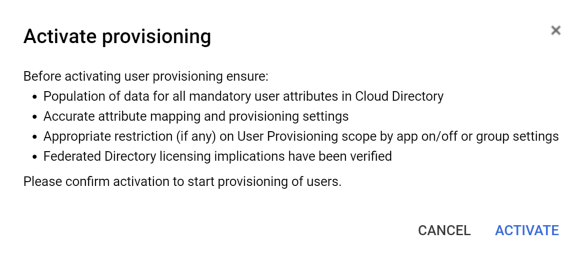 Activate provisioning
Before activating user provisioning ensure:
• Population of data for all mandatory user attributes in Cloud Directory
• Accurate attribute mapping and provisioning settings
• Appropriate restriction (if any) on User Provisioning scope by app on/off or group settings
• Federated Directory licensing implications have been verified
Please confirm activation to start provisioning of users.
CANCEL ACTIVATE